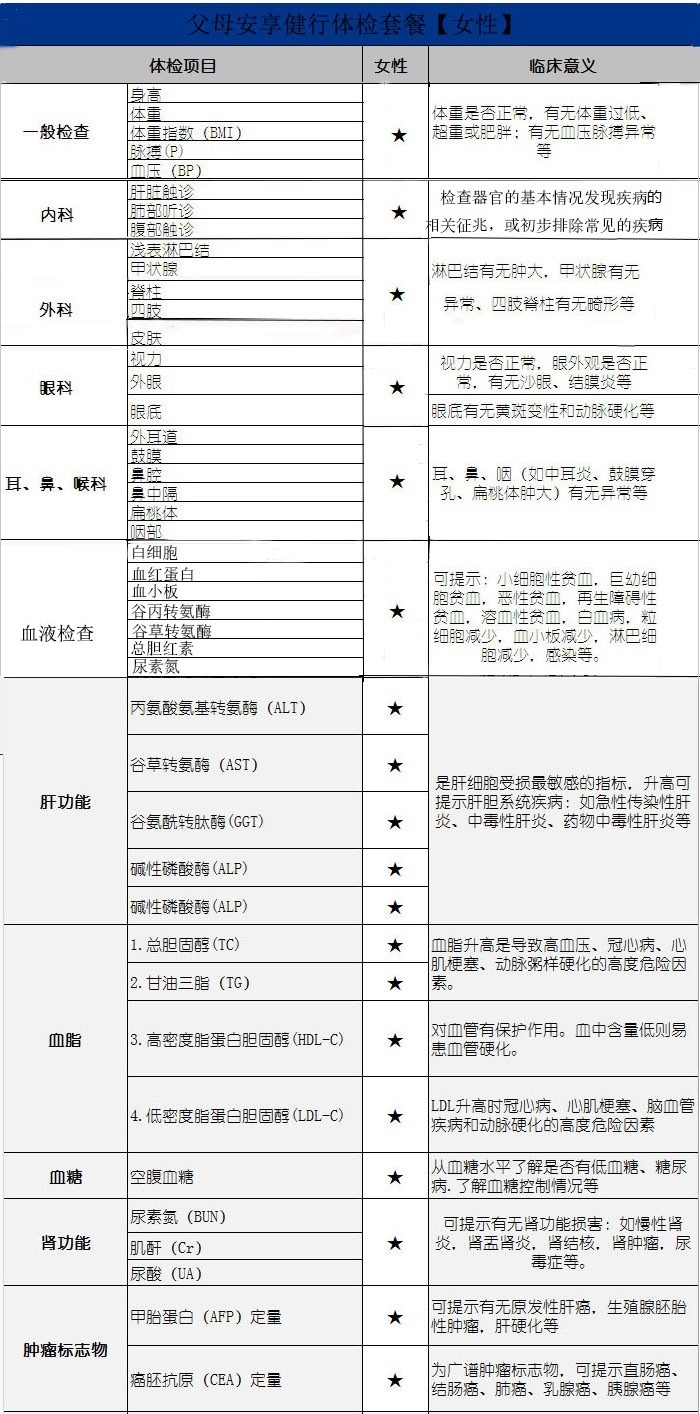 父母安享健行体检套餐【女性】
体检项目 女性 临床意义
一般检查
身高
体重
体重指数（BMI）
脉搏(P)
血压（BP）
★
体重是否正常，有无体重过低、
超重或肥胖；有无血压脉搏异常
等
内科
肝脏触诊
肺部听诊
腹部触诊
★
检查器官的基本情况发现疾病的
相关征兆，或初步排除常见的疾病
外科
浅表淋巴结
甲状腺
脊柱
四肢
皮肤
★
淋巴结有无肿大，甲状腺有无
异常、四肢脊柱有无畸形等
眼科
视力
外眼
眼底
★
视力是否正常，眼外观是否正
常，有无沙眼、结膜炎等
眼底有无黄斑变性和动脉硬化等
耳、鼻、喉科
外耳道
鼓膜
鼻腔
鼻中隔
扁桃体
咽部
★
耳、鼻、咽（如中耳炎、鼓膜穿
孔、扁桃体肿大）有无异常等
血液检查
白细胞
血红蛋白
血小板
谷丙转氨酶
谷草转氨酶
总胆红素
尿素氮
★
可提示：小细胞性贫血，巨幼细
胞贫血，恶性贫血，再生障碍性
贫血，溶血性贫血，白血病，粒
细胞减少，血小板减少，淋巴细
胞减少，感染等。
肝功能
丙氨酸氨基转氨酶（ALT） ★
谷草转氨酶（AST） ★
谷氨酰转肽酶(GGT) ★
碱性磷酸酶(ALP) ★
碱性磷酸酶(ALP) ★
是肝细胞受损最敏感的指标，升高可
提示肝胆系统疾病：如急性传染性肝
炎、中毒性肝炎、药物中毒性肝炎等
血脂
1.总胆固醇(TC) ★
2.甘油三脂（TG） ★
血脂升高是导致高血压、冠心病、心
肌梗塞、动脉粥样硬化的高度危险因
素。
3.高密度脂蛋白胆固醇(HDL-C) ★
对血管有保护作用。血中含量低则易
患血管硬化。
4.低密度脂蛋白胆固醇(LDL-C) ★
LDL升高时冠心病、心肌梗塞、脑血管
疾病和动脉硬化的高度危险因素
血糖 空腹血糖 ★
从血糖水平了解是否有低血糖、糖尿
病.了解血糖控制情况等
肾功能
尿素氮（BUN）
肌酐（Cr）
尿酸（UA）
★
可提示有无肾功能损害：如慢性肾
炎，肾盂肾炎，肾结核，肾肿瘤，尿
毒症等。
肿瘤标志物
甲胎蛋白（AFP）定量 ★
可提示有无原发性肝癌，生殖腺胚胎
性肿瘤，肝硬化等
癌胚抗原（CEA）定量 ★
为广谱肿瘤标志物，可提示直肠癌、
结肠癌、肺癌、乳腺癌、胰腺癌等